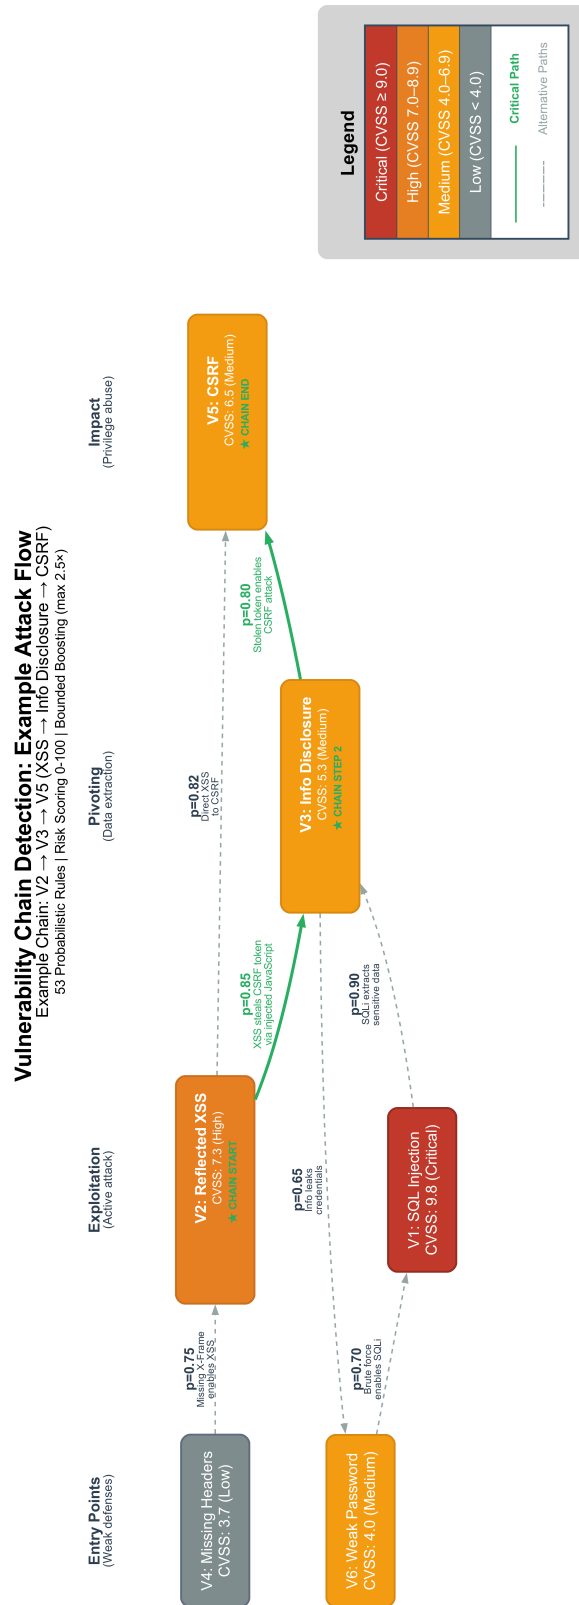 Vulnerability Chain Detection: Example Attack Flow
Example Chain: V2 → V3 → V5 (XSS → Info Disclosure → CSRF)
53 Probabilistic Rules | Risk Scoring 0-100 | Bounded Boosting (max 2.5×)
Entry Points
(Weak defenses)
Exploitation
(Active attack)
Pivoting
(Data extraction)
Impact
(Privilege abuse)
V4: Missing Headers
CVSS: 3.7 (Low)
p=0.75
Missing X-Frame
enables XSS
V2: Reflected XSS
CVSS: 7.3 (High)
★ CHAIN START
p=0.82
Direct XSS
to CSRF
V5: CSRF
CVSS: 6.5 (Medium)
★ CHAIN END
p=0.85
XSS steals CSRF token
via injected JavaScript
p=0.80
Stolen token enables
CSRF attack
V3: Info Disclosure
CVSS: 5.3 (Medium)
★ CHAIN STEP 2
p=0.65
Info leaks
credentials
V6: Weak Password
CVSS: 4.0 (Medium)
p=0.70
Brute force
enables SQLi
V1: SQL Injection
CVSS: 9.8 (Critical)
p=0.90
SQLi extracts
sensitive data
Legend
Critical (CVSS ≥ 9.0)
High (CVSS 7.0–8.9)
Medium (CVSS 4.0–6.9)
Low (CVSS < 4.0)
Critical Path
Alternative Paths